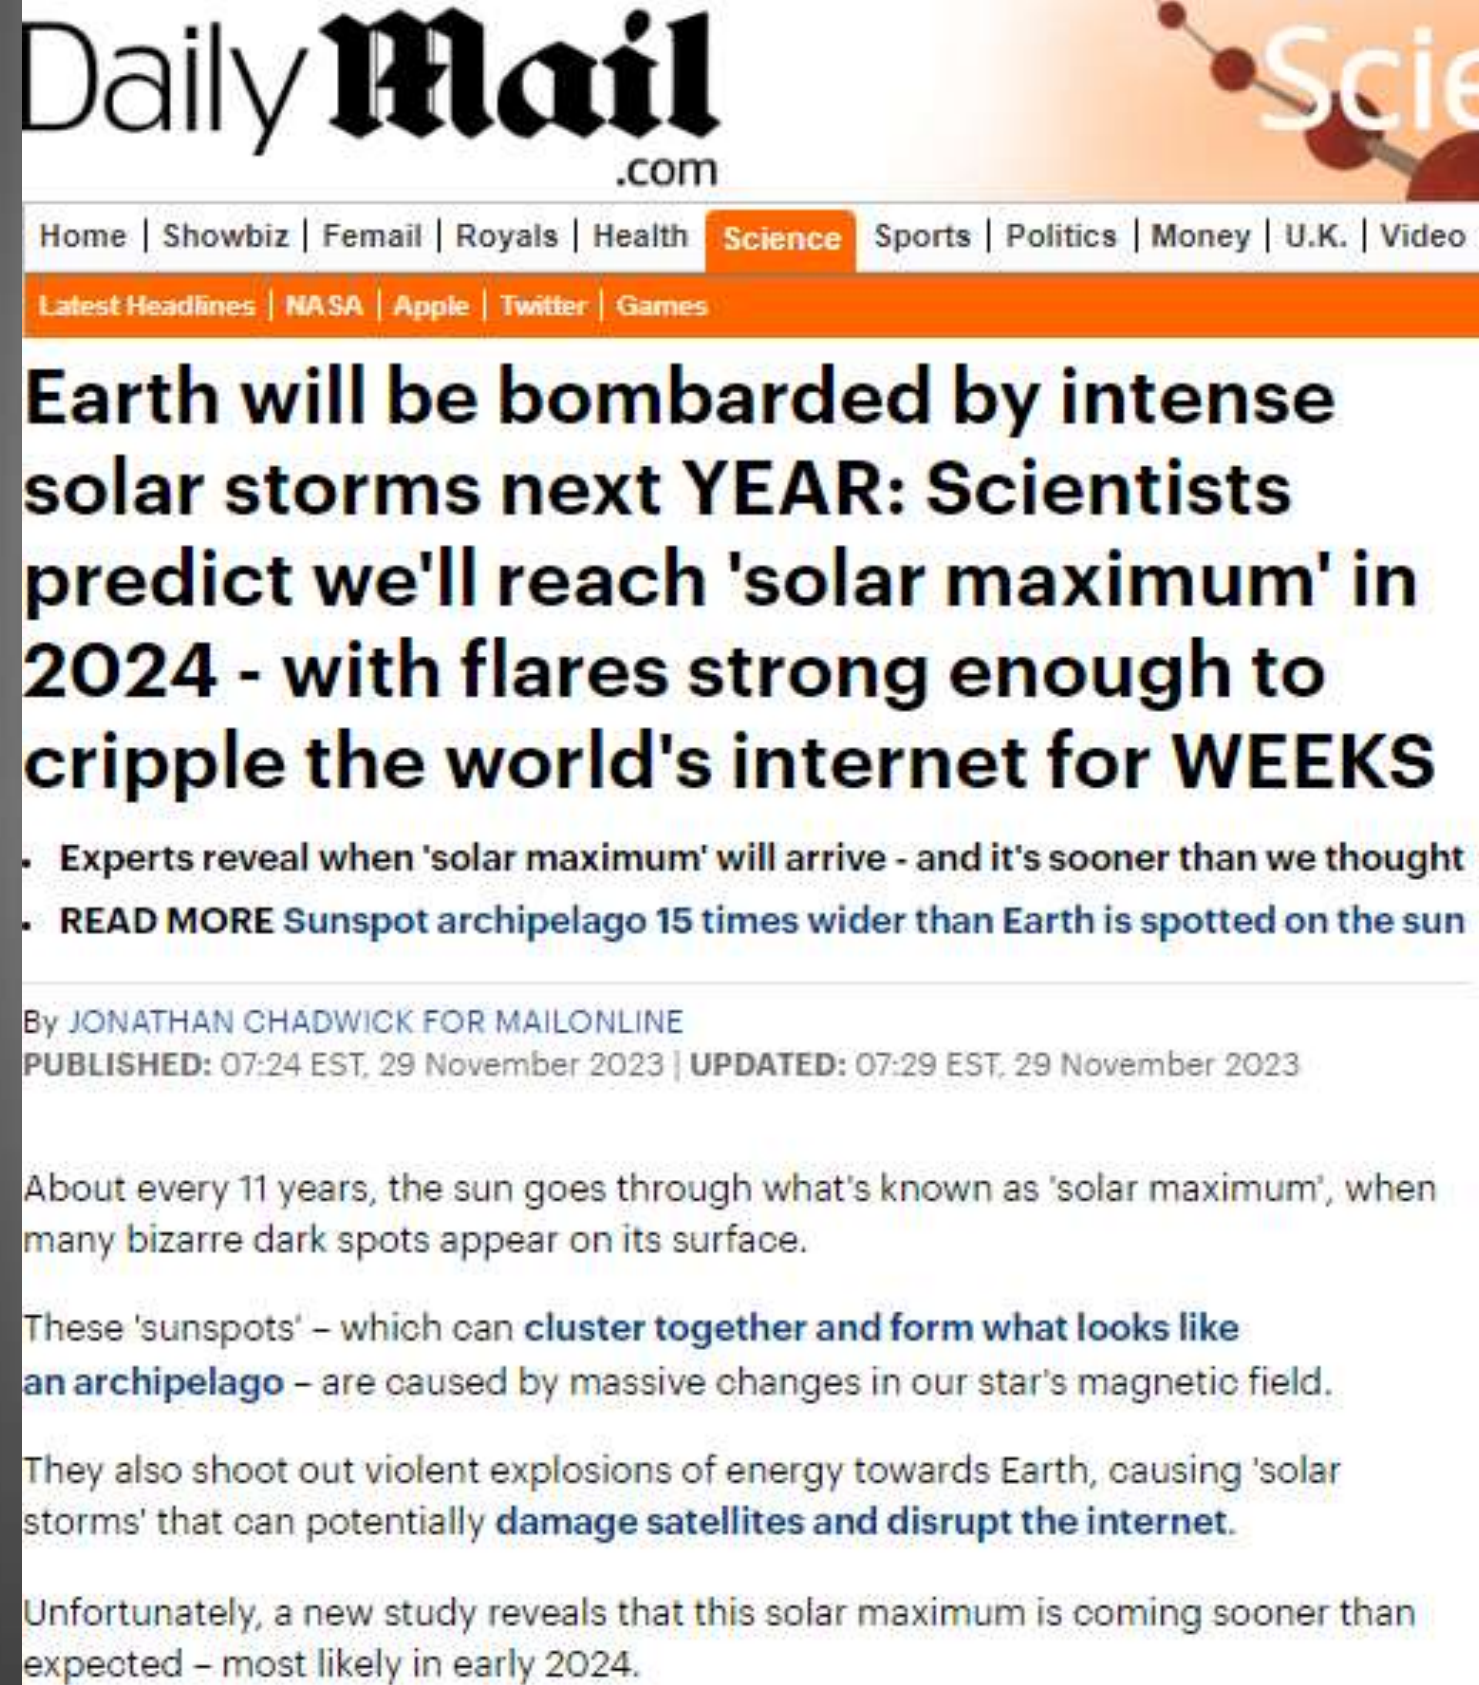 Daily Mail
.com
Home | Showbiz | Femail | Royals | Health | Science | Sports | Politics | Money | U.K. | Video
Latest Headlines | NASA | Apple | Twitter | Games
Earth will be bombarded by intense
solar storms next YEAR: Scientists
predict we'll reach 'solar maximum' in
2024 - with flares strong enough to
cripple the world's internet for WEEKS
• Experts reveal when 'solar maximum' will arrive - and it's sooner than we thought
• READ MORE Sunspot archipelago 15 times wider than Earth is spotted on the sun
By JONATHAN CHADWICK FOR MAILONLINE
PUBLISHED: 07:24 EST, 29 November 2023 | UPDATED: 07:29 EST, 29 November 2023
About every 11 years, the sun goes through what's known as 'solar maximum', when
many bizarre dark spots appear on its surface.
These 'sunspots' – which can cluster together and form what looks like
an archipelago – are caused by massive changes in our star's magnetic field.
They also shoot out violent explosions of energy towards Earth, causing 'solar
storms' that can potentially damage satellites and disrupt the internet.
Unfortunately, a new study reveals that this solar maximum is coming sooner than
expected – most likely in early 2024.